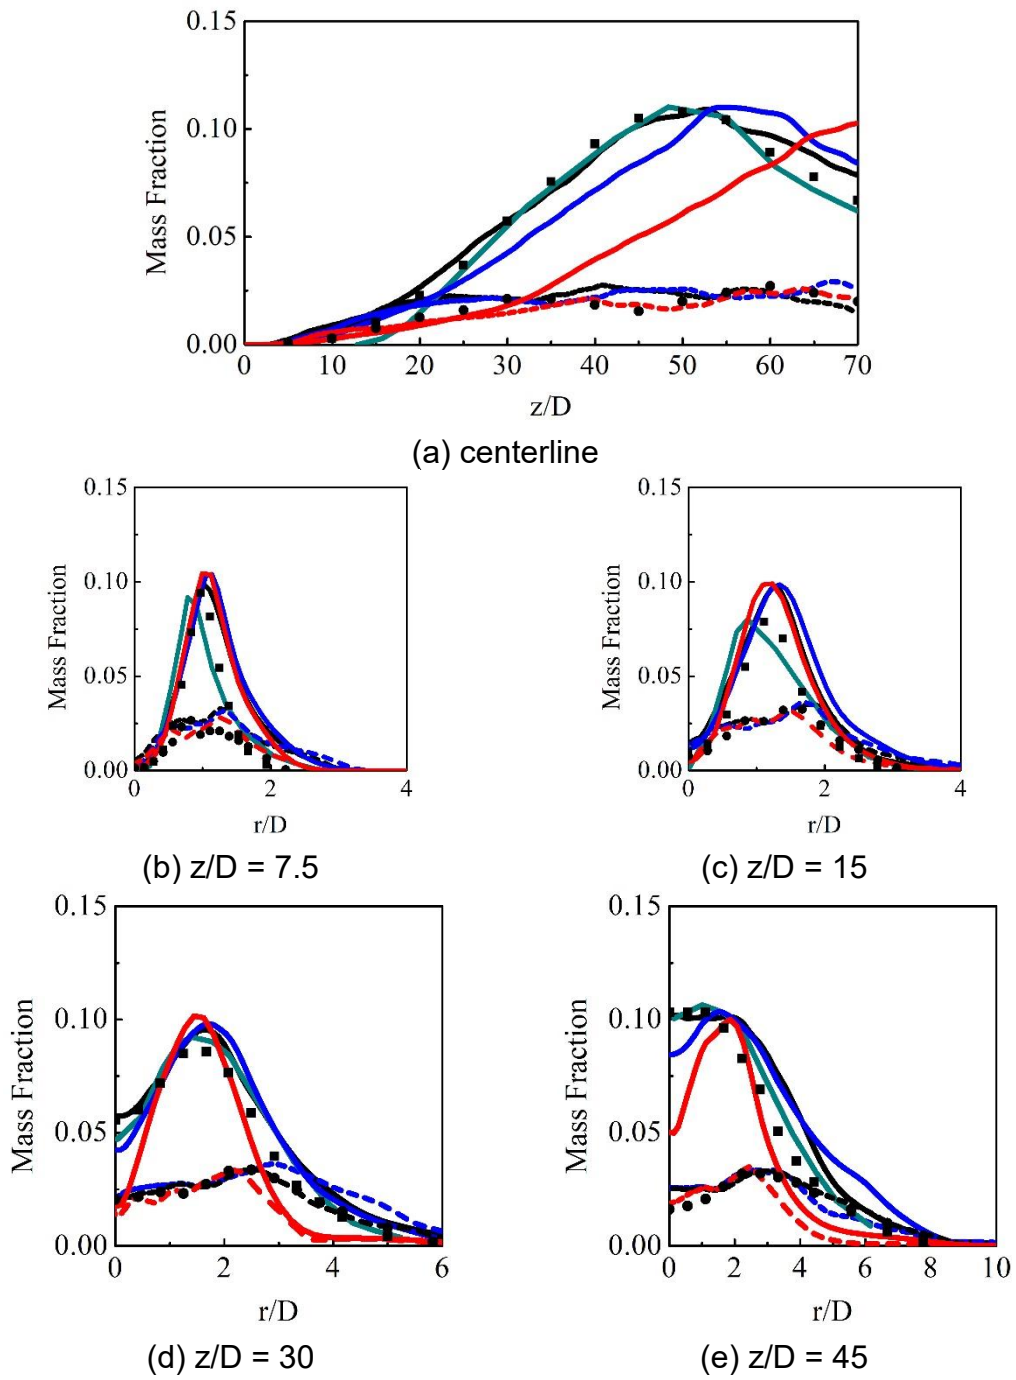 0.15
0.10
0.05
0.00
Mass Fraction
0 10 20 30 40 50 60 70
z/D
(a) centerline
0.15
0.10
0.05
0.00
Mass Fraction
0 2 4
r/D
(b) z/D = 7.5
0.15
0.10
0.05
0.00
Mass Fraction
0 2 4
r/D
(c) z/D = 15
0.15
0.10
0.05
0.00
Mass Fraction
0 2 4 6
r/D
(d) z/D = 30
0.15
0.10
0.05
0.00
Mass Fraction
0 2 4 6 8 10
r/D
(e) z/D = 45